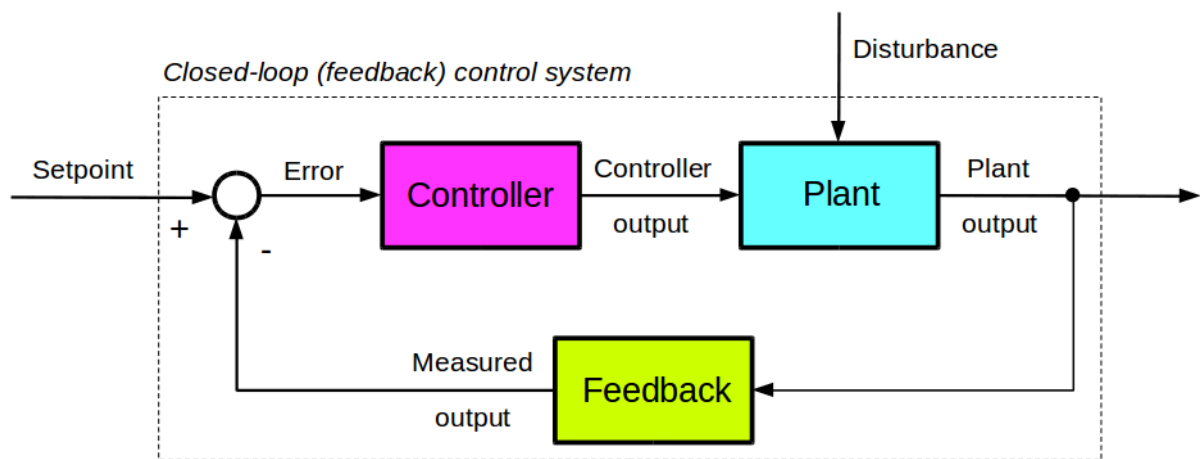 Disturbance
Closed-loop (feedback) control system
Setpoint
+
-
Error
Controller
Controller
output
Plant
Plant
output
Measured
output
Feedback